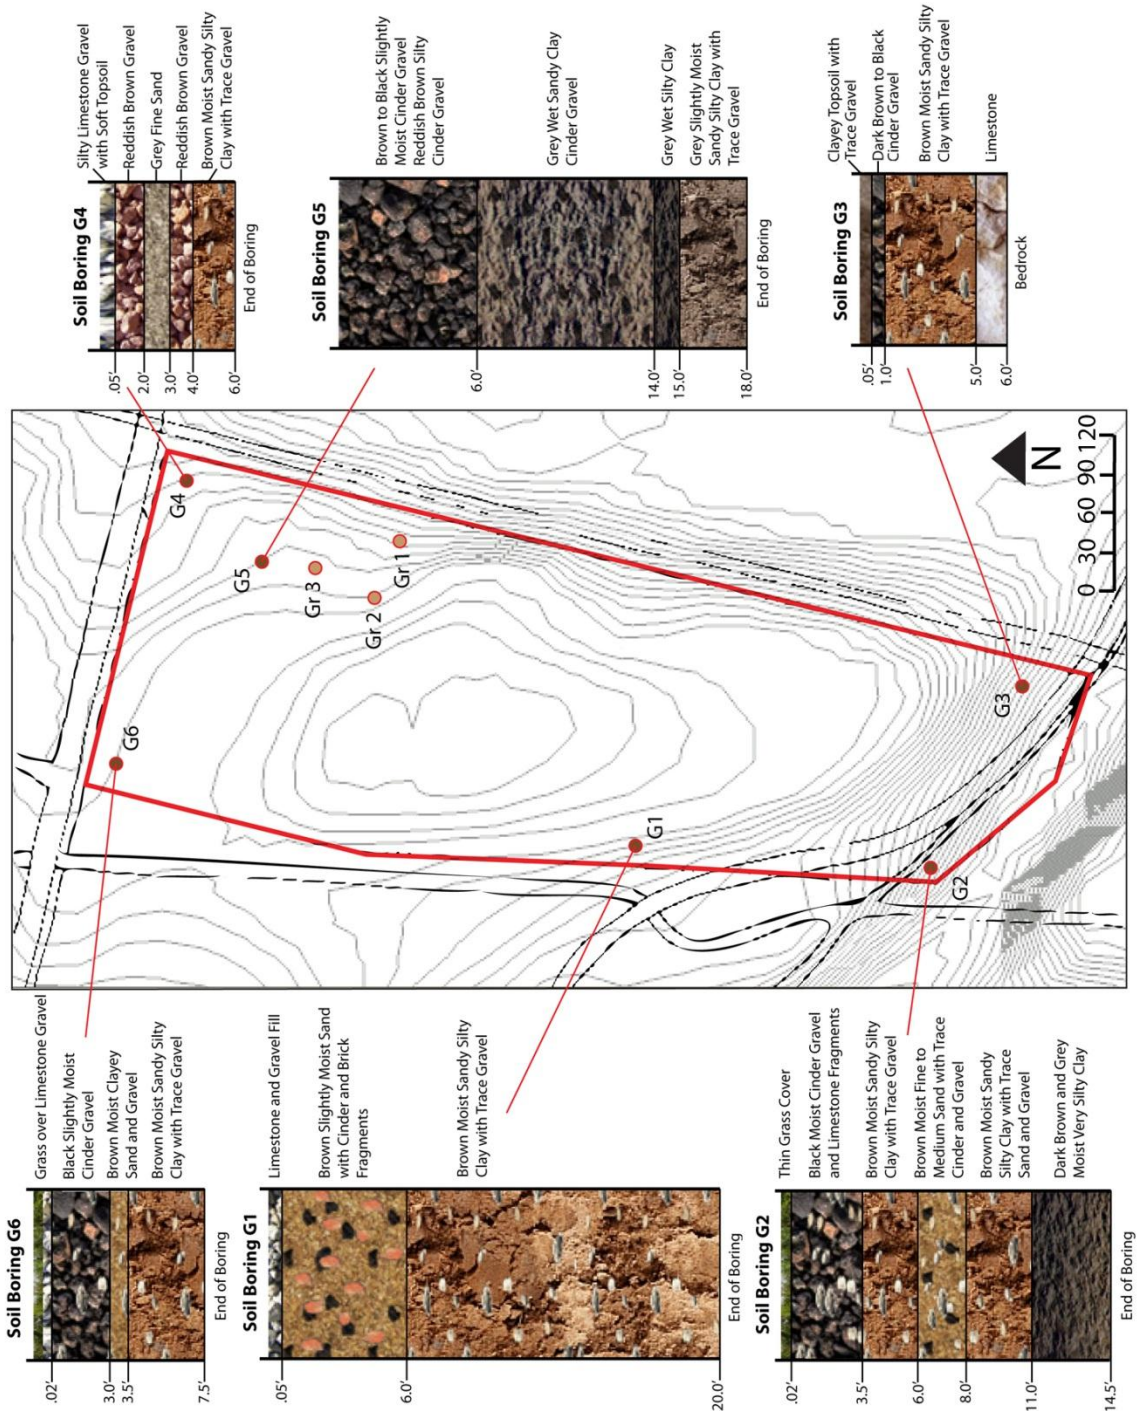 Soil Boring G4
.05'
2.0'
3.0'
4.0'
6.0'
Silty Limestone Gravel
with Soft Topsoil
Reddish Brown Gravel
Grey Fine Sand
Reddish Brown Gravel
Brown Moist Sandy Silty
Clay with Trace Gravel
End of Boring
Soil Boring G5
6.0'
14.0'
15.0'
18.0'
Brown to Black Slightly
Moist Cinder Gravel
Reddish Brown Silty
Cinder Gravel
Grey Wet Sandy Clay
Cinder Gravel
Grey Wet Silty Clay
Grey Slightly Moist
Sandy Silty Clay with
Trace Gravel
End of Boring
Soil Boring G3
.05'
1.0'
5.0'
6.0'
Clayey Topsoil with
Trace Gravel
Dark Brown to Black
Cinder Gravel
Brown Moist Sandy Silty
Clay with Trace Gravel
Limestone
Bedrock
G4
G5
Gr 3
Gr 1
Gr 2
G6
G1
G2
G3
N
0 30 60 90 120
Soil Boring G6
.02'
3.0'
3.5'
7.5'
Grass over Limestone Gravel
Black Slightly Moist
Cinder Gravel
Brown Moist Clayey
Sand and Gravel
Brown Moist Sandy Silty
Clay with Trace Gravel
End of Boring
Soil Boring G1
.05'
6.0'
20.0'
Limestone and Gravel Fill
Brown Slightly Moist Sand
with Cinder and Brick
Fragments
Brown Moist Sandy Silty
Clay with Trace Gravel
End of Boring
Soil Boring G2
.02'
3.5'
6.0'
8.0'
11.0'
14.5'
Thin Grass Cover
Black Moist Cinder Gravel
and Limestone Fragments
Brown Moist Sandy Silty
Clay with Trace Gravel
Brown Moist Fine to
Medium Sand with Trace
Cinder and Gravel
Brown Moist Sandy
Silty Clay with Trace
Sand and Gravel
Dark Brown and Grey
Moist Very Silty Clay
End of Boring